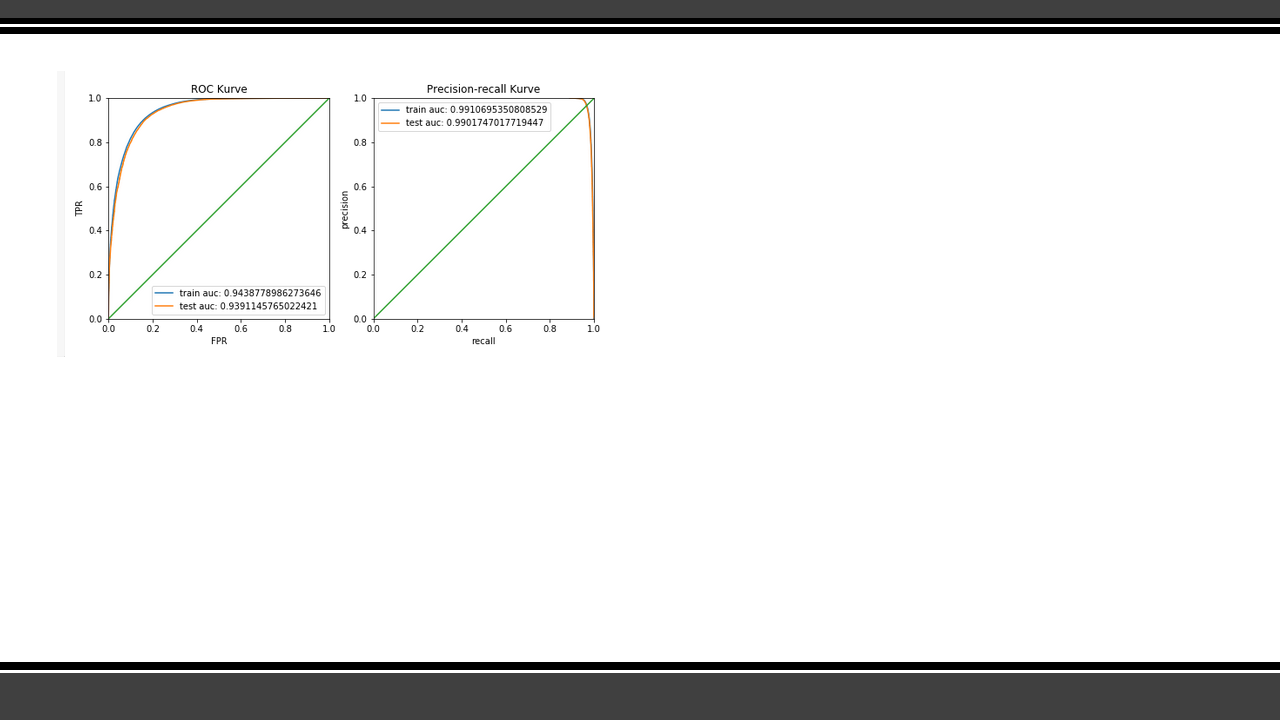 ROC Kurve
1.0
0.8
0.6
0.4
0.2
0.0
TPR
train auc: 0.9438778986273646
test auc: 0.9391145765022421
0.0 0.2 0.4 0.6 0.8 1.0
FPR
Precision-recall Kurve
1.0
0.8
0.6
0.4
0.2
0.0
precision
train auc: 0.9910695350808529
test auc: 0.9901747017719447
0.0 0.2 0.4 0.6 0.8 1.0
recall